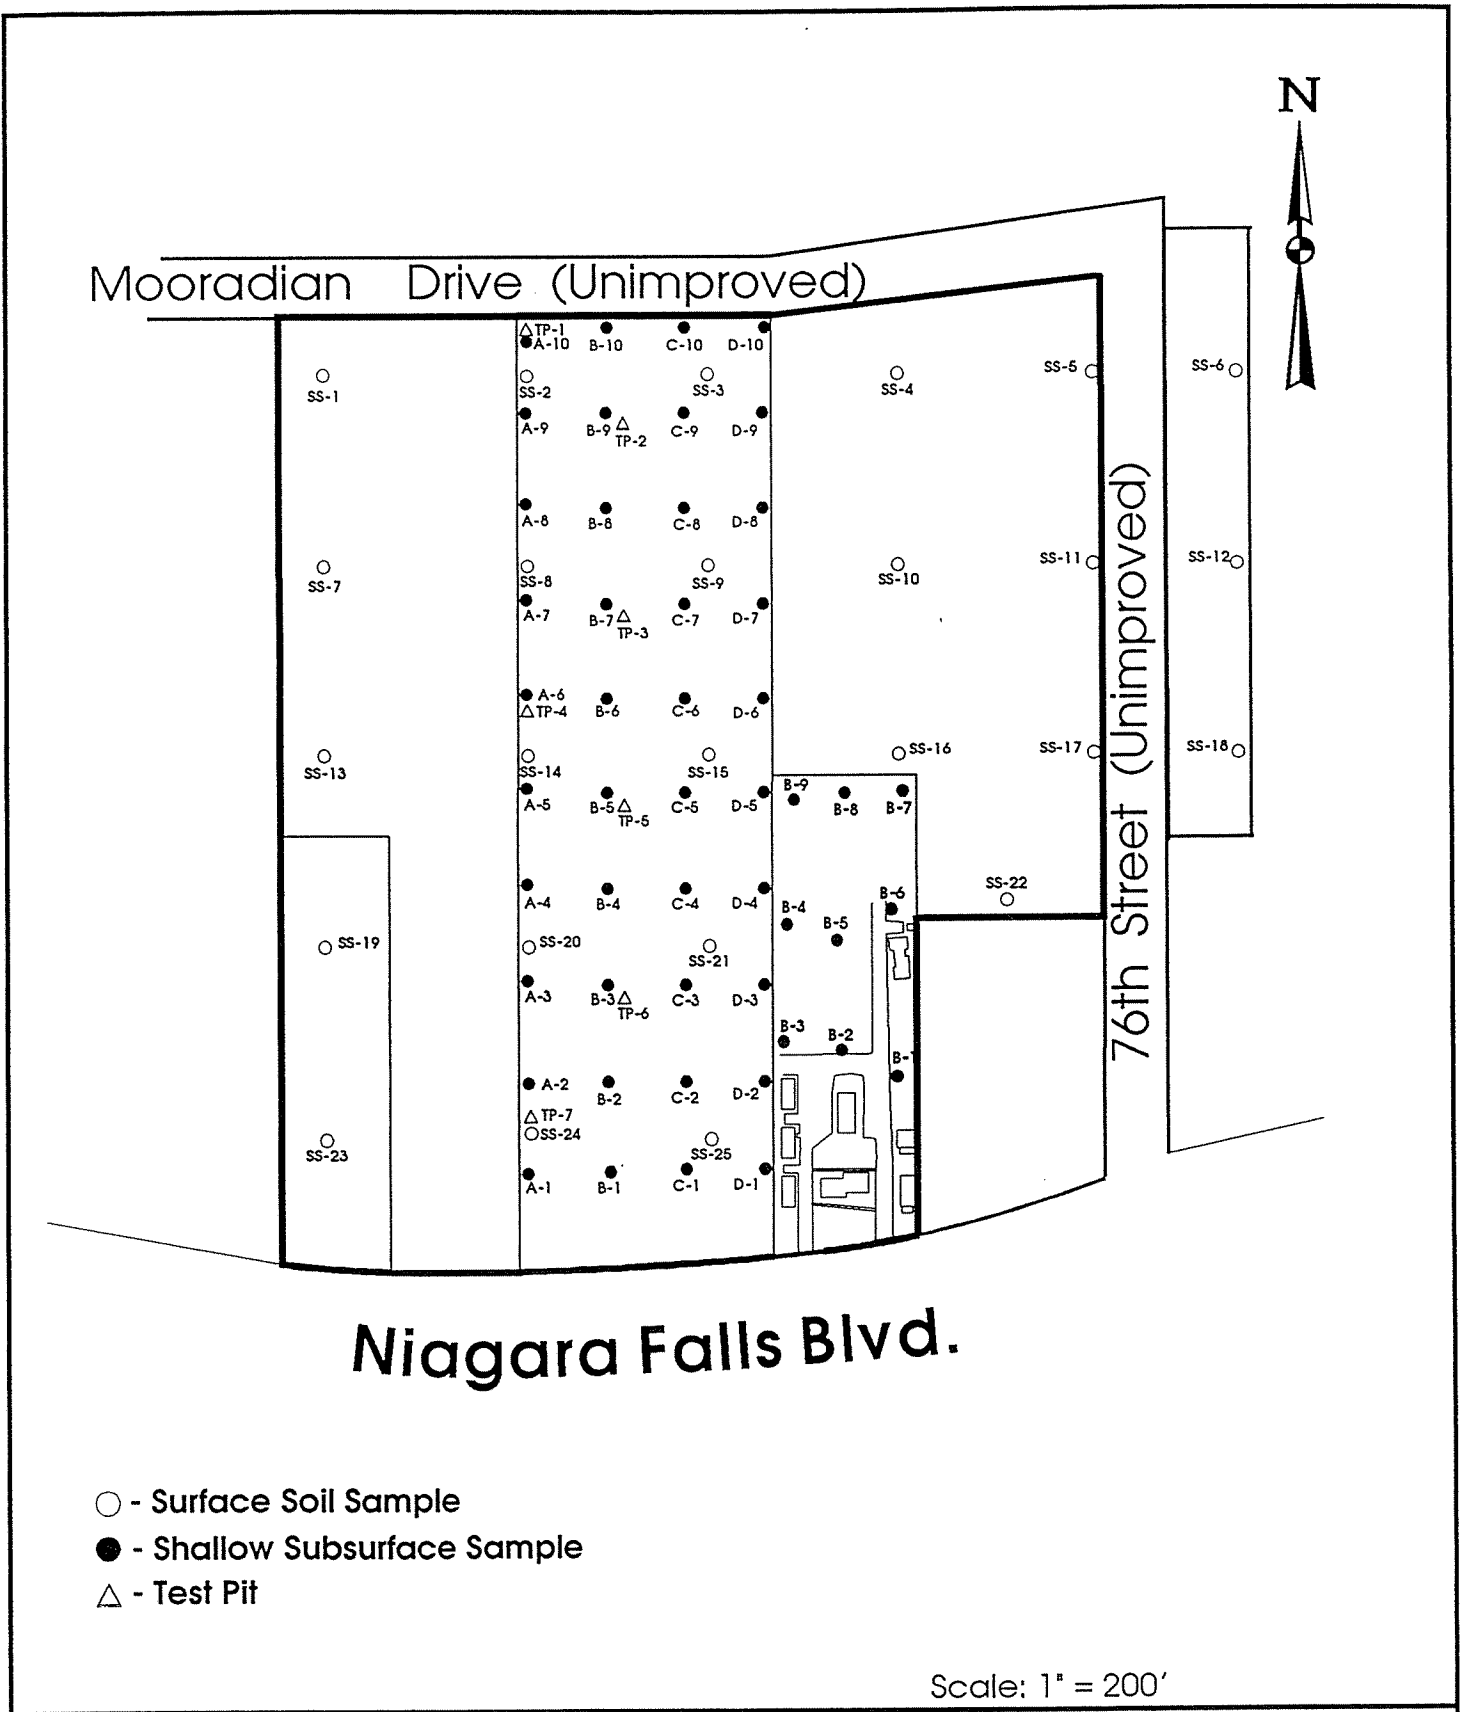 N
Mooradian Drive (Unimproved)
TP-1
A-10 B-10 C-10 D-10
SS-1 SS-2 SS-3 SS-4 SS-5 SS-6
A-9 B-9 TP-2 C-9 D-9
A-8 B-8 C-8 D-8
SS-7 SS-8 SS-9 SS-10 SS-11 SS-12
A-7 B-7 TP-3 C-7 D-7
A-6 B-6 C-6 D-6
TP-4
SS-13 SS-14 SS-15 SS-16 SS-17 SS-18
A-5 B-5 TP-5 C-5 D-5
B-9 B-8 B-7
A-4 B-4 C-4 D-4
B-4 B-5 B-6 SS-22
SS-19 SS-20 SS-21
A-3 B-3 TP-6 C-3 D-3
B-3 B-2 B-1
A-2 B-2 C-2 D-2
TP-7
SS-23 SS-24 SS-25
A-1 B-1 C-1 D-1
76th Street (Unimproved)
Niagara Falls Blvd.
- Surface Soil Sample
- Shallow Subsurface Sample
- Test Pit
Scale: 1" = 200'